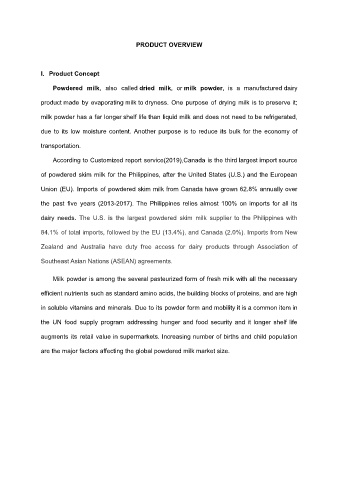 PRODUCT OVERVIEW
I. Product Concept
Powdered milk, also called dried milk, or milk powder, is a manufactured dairy
product made by evaporating milk to dryness. One purpose of drying milk is to preserve it;
milk powder has a far longer shelf life than liquid milk and does not need to be refrigerated,
due to its low moisture content. Another purpose is to reduce its bulk for the economy of
transportation.
According to Customized report service(2019),Canada is the third largest import source
of powdered skim milk for the Philippines, after the United States (U.S.) and the European
Union (EU). Imports of powdered skim milk from Canada have grown 62.8% annually over
the past five years (2013-2017). The Philippines relies almost 100% on imports for all its
dairy needs. The U.S. is the largest powdered skim milk supplier to the Philippines with
84.1% of total imports, followed by the EU (13.4%), and Canada (2.0%). Imports from New
Zealand and Australia have duty free access for dairy products through Association of
Southeast Asian Nations (ASEAN) agreements.
Milk powder is among the several pasteurized form of fresh milk with all the necessary
efficient nutrients such as standard amino acids, the building blocks of proteins, and are high
in soluble vitamins and minerals. Due to its powder form and mobility it is a common item in
the UN food supply program addressing hunger and food security and it longer shelf life
augments its retail value in supermarkets. Increasing number of births and child population
are the major factors affecting the global powdered milk market size.